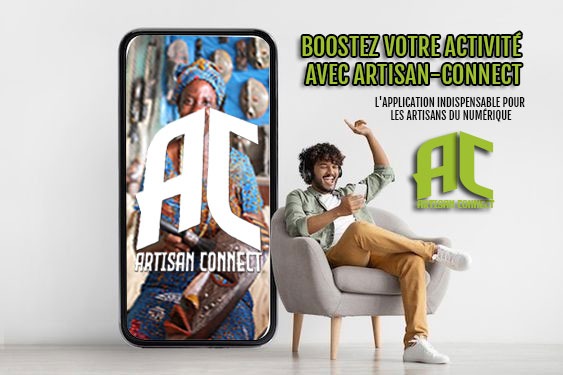 BOOSTEZ VOTRE ACTIVITÉ
AVEC ARTISAN-CONNECT
L'APPLICATION INDISPENSABLE POUR
LES ARTISANS DU NUMÉRIQUE
AC
ARTISAN CONNECT
AC
ARTISAN CONNECT